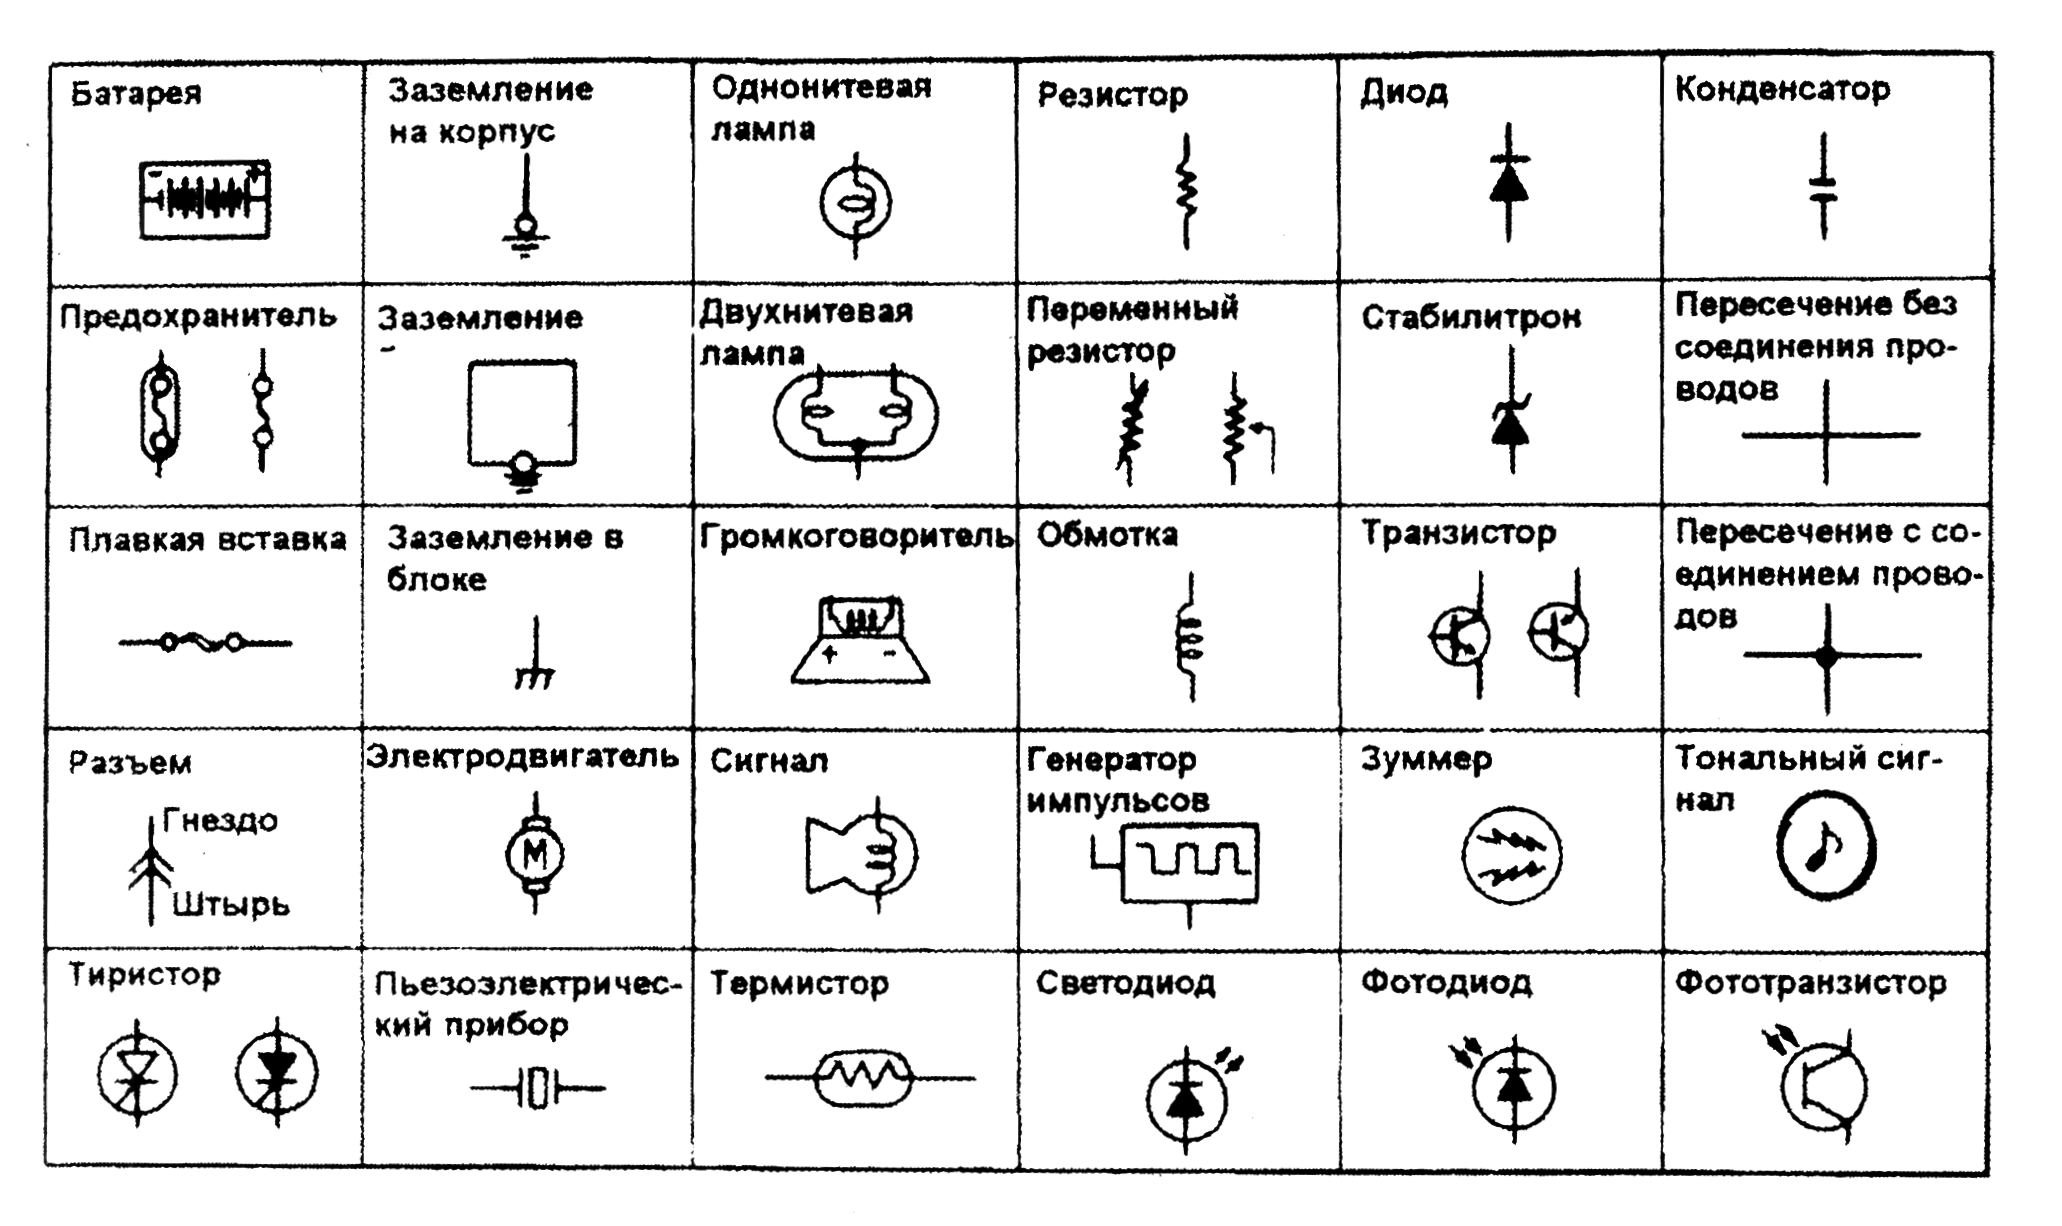 Батарея
Заземление
на корпус
Однонитевая
лампа
Резистор
Диод
Конденсатор
- +
Предохранитель
Заземление
Двухнитевая
лампа
Переменный
резистор
Стабилитрон
Пересечение без
соединения про-
водов
Плавкая вставка
Заземление в
блоке
Громкоговоритель
Обмотка
Транзистор
Пересечение с со-
единением прово-
дов
+ -
Разъем
Гнездо
Штырь
Электродвигатель
M
Сигнал
Генератор
импульсов
Зуммер
Тональный сиг-
нал
Тиристор
Пьезоэлектричес-
кий прибор
Термистор
Светодиод
Фотодиод
Фототранзистор